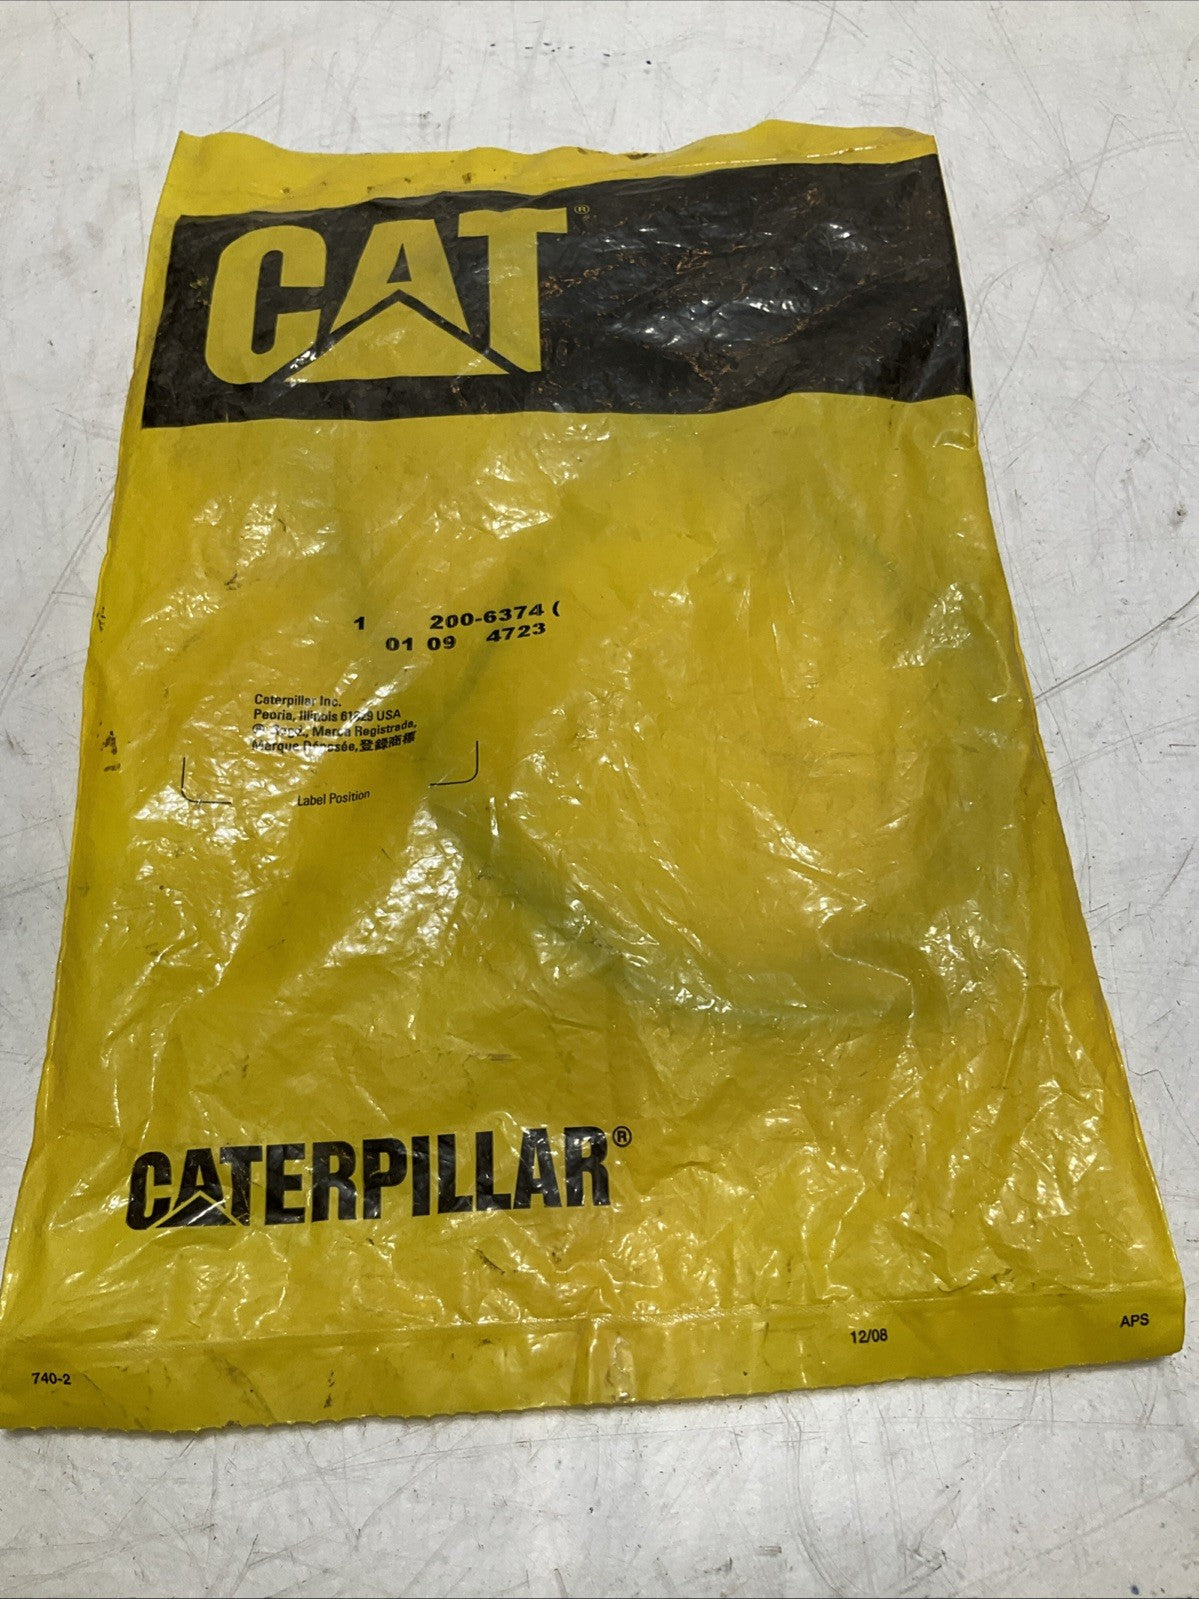 CAT®
1 200-6374 (
01 09 4723
Caterpillar Inc.
Peoria, Illinois 61629 USA
Marca Registrada,
Marque Déposée, 登録商標
Label Position
CATERPILLAR®
740-2
12/08
APS